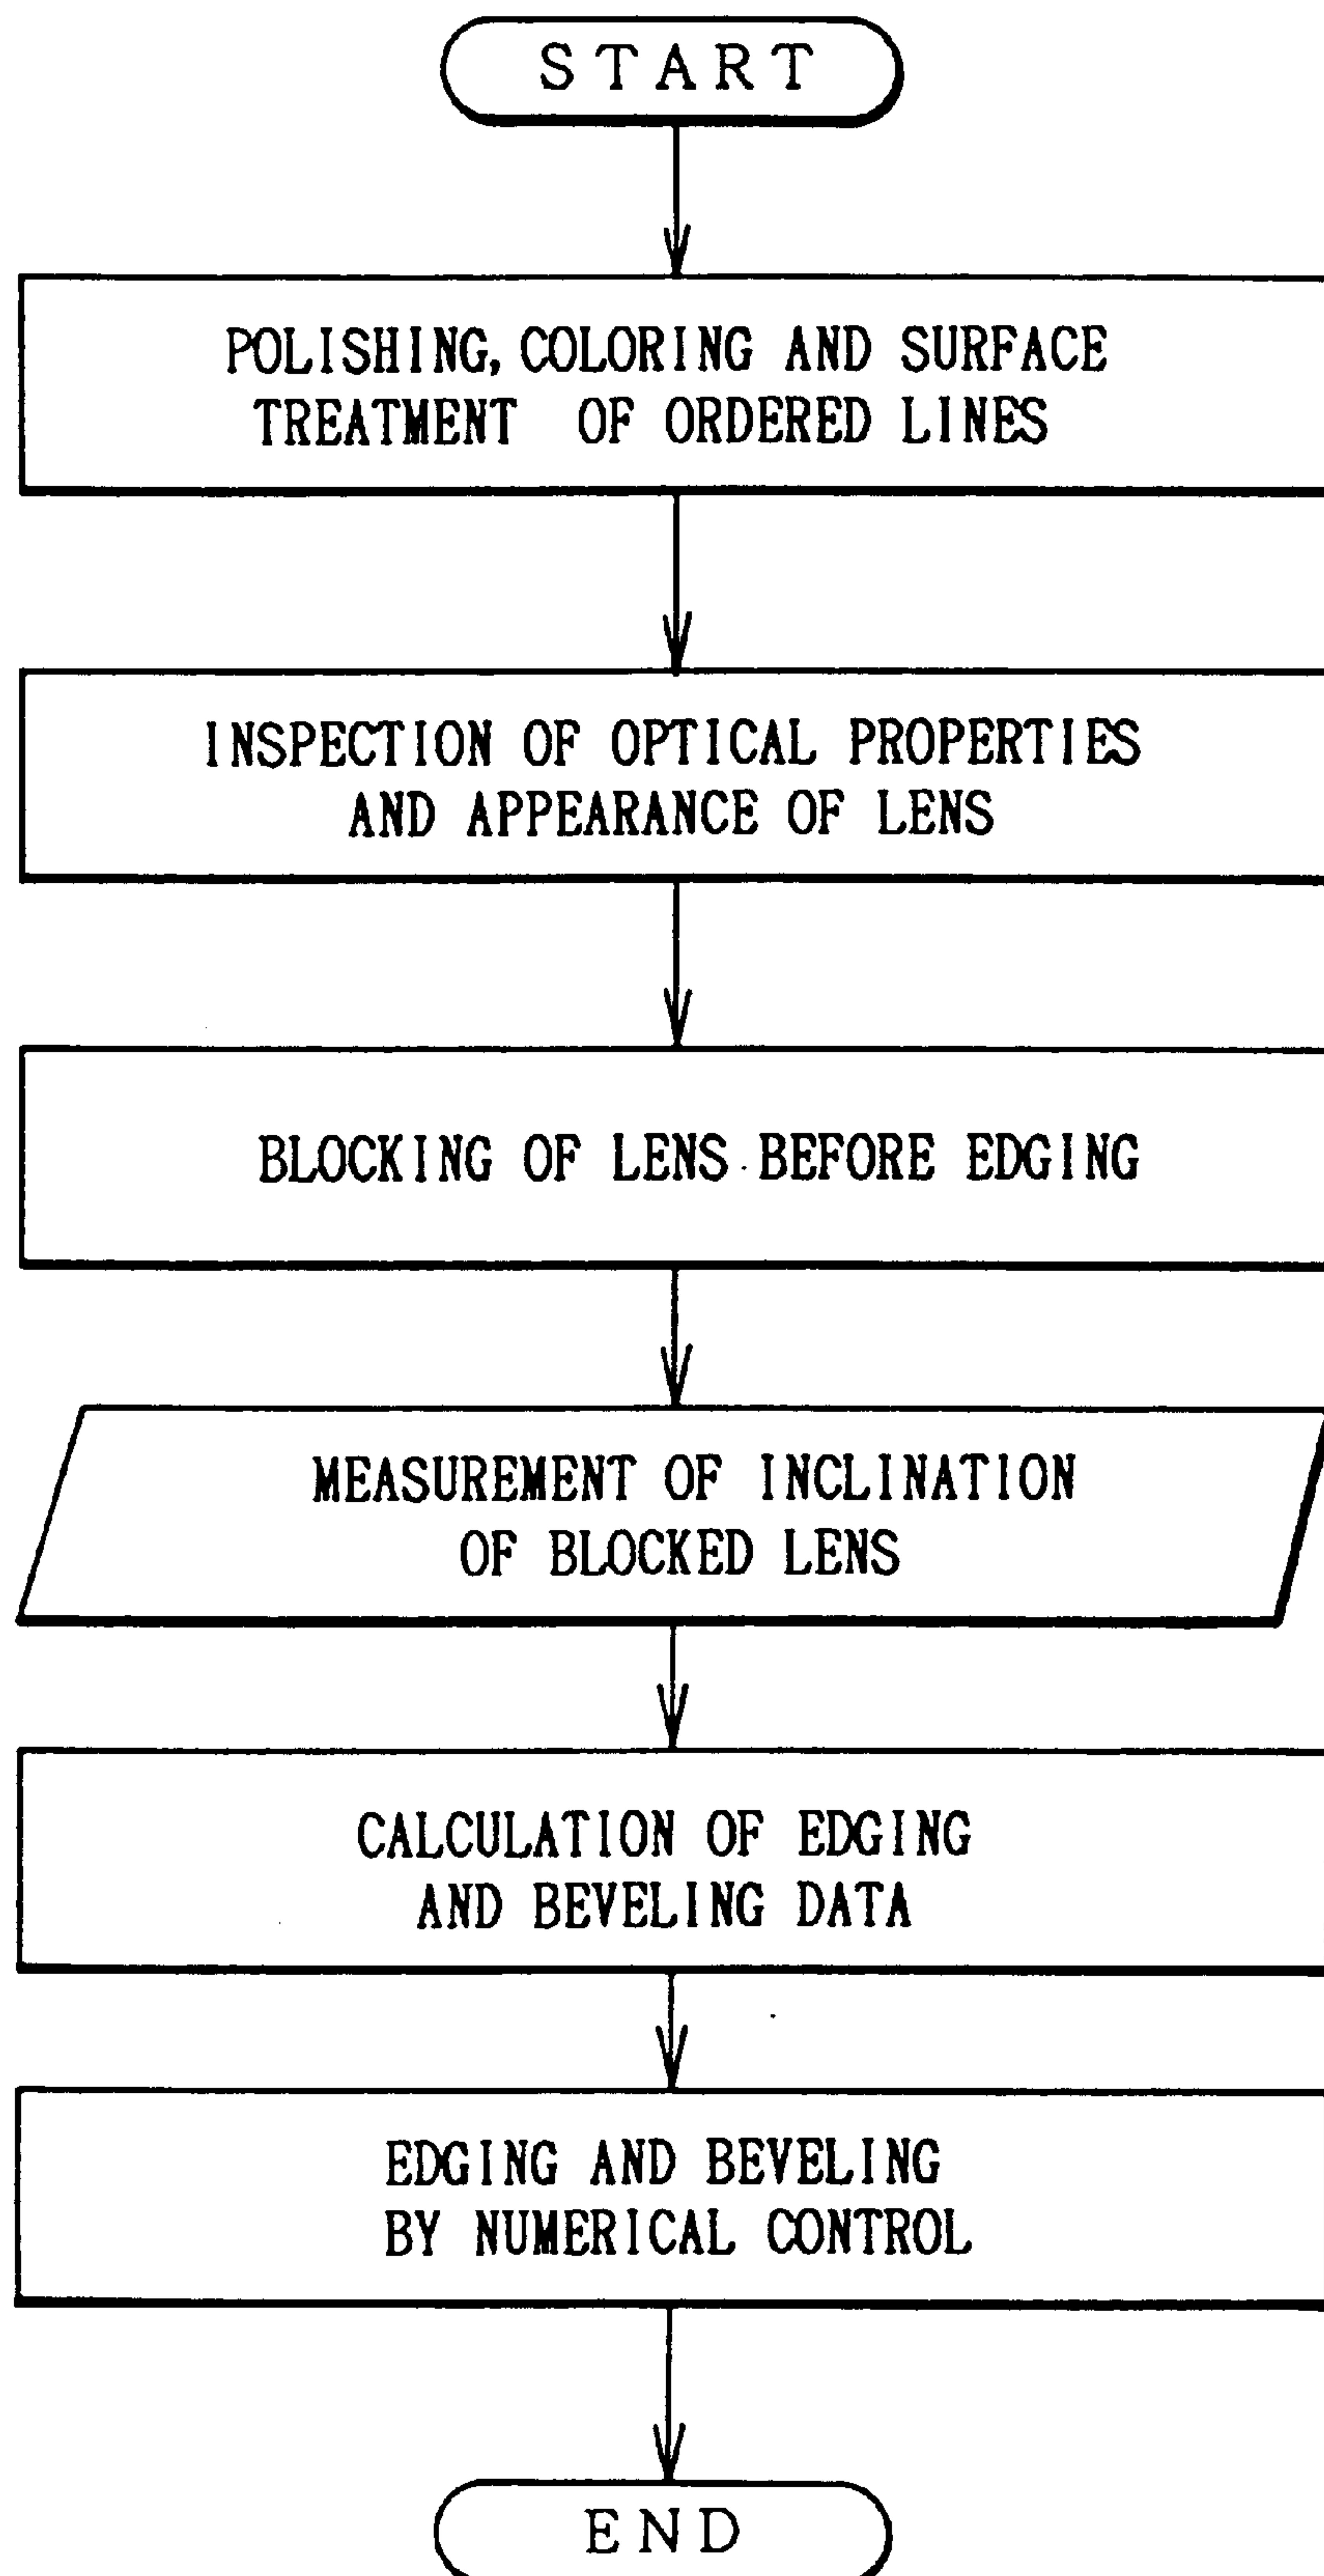 START
POLISHING, COLORING AND SURFACE
TREATMENT OF ORDERED LINES
INSPECTION OF OPTICAL PROPERTIES
AND APPEARANCE OF LENS
BLOCKING OF LENS BEFORE EDGING
MEASUREMENT OF INCLINATION
OF BLOCKED LENS
CALCULATION OF EDGING
AND BEVELING DATA
EDGING AND BEVELING
BY NUMERICAL CONTROL
END